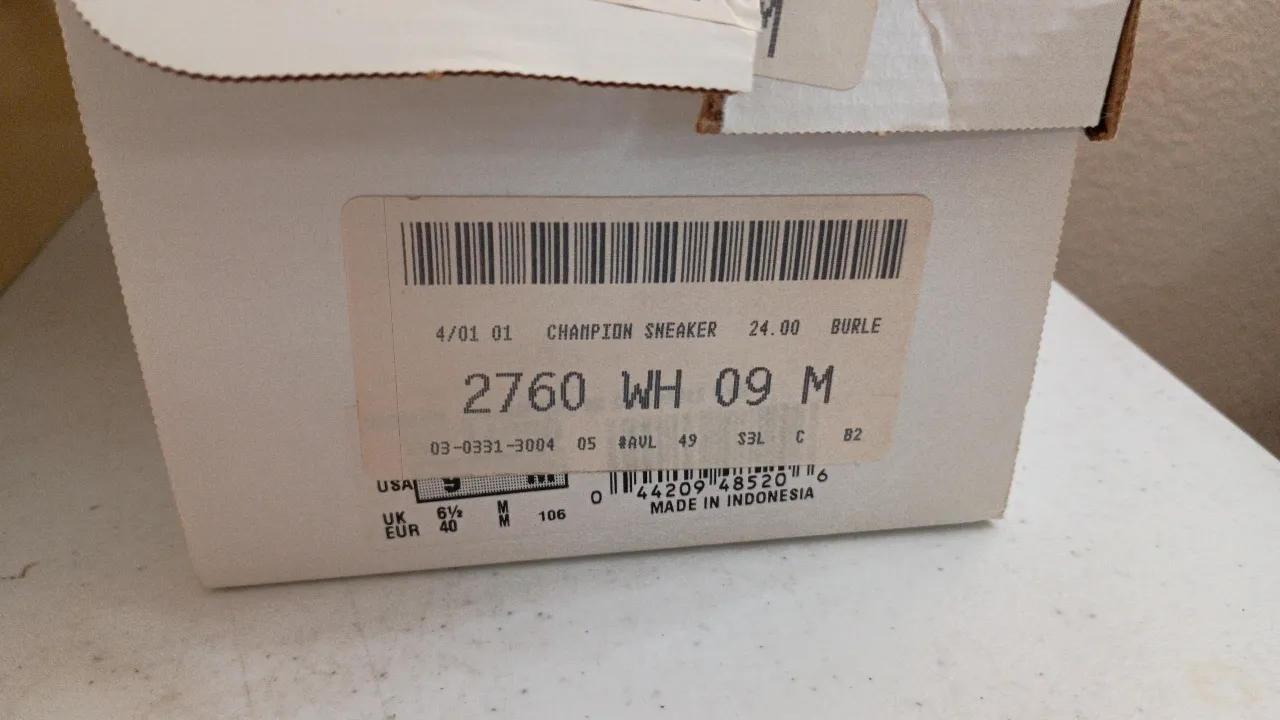 M
4/01 01 CHAMPION SNEAKER 24.00 BURLE
2760 WH 09 M
03-0331-3004 05 #AVL 49 S3L C B2
USA 9 M
0 44209 48520 6
MADE IN INDONESIA
UK 6½ M
EUR 40 M 106